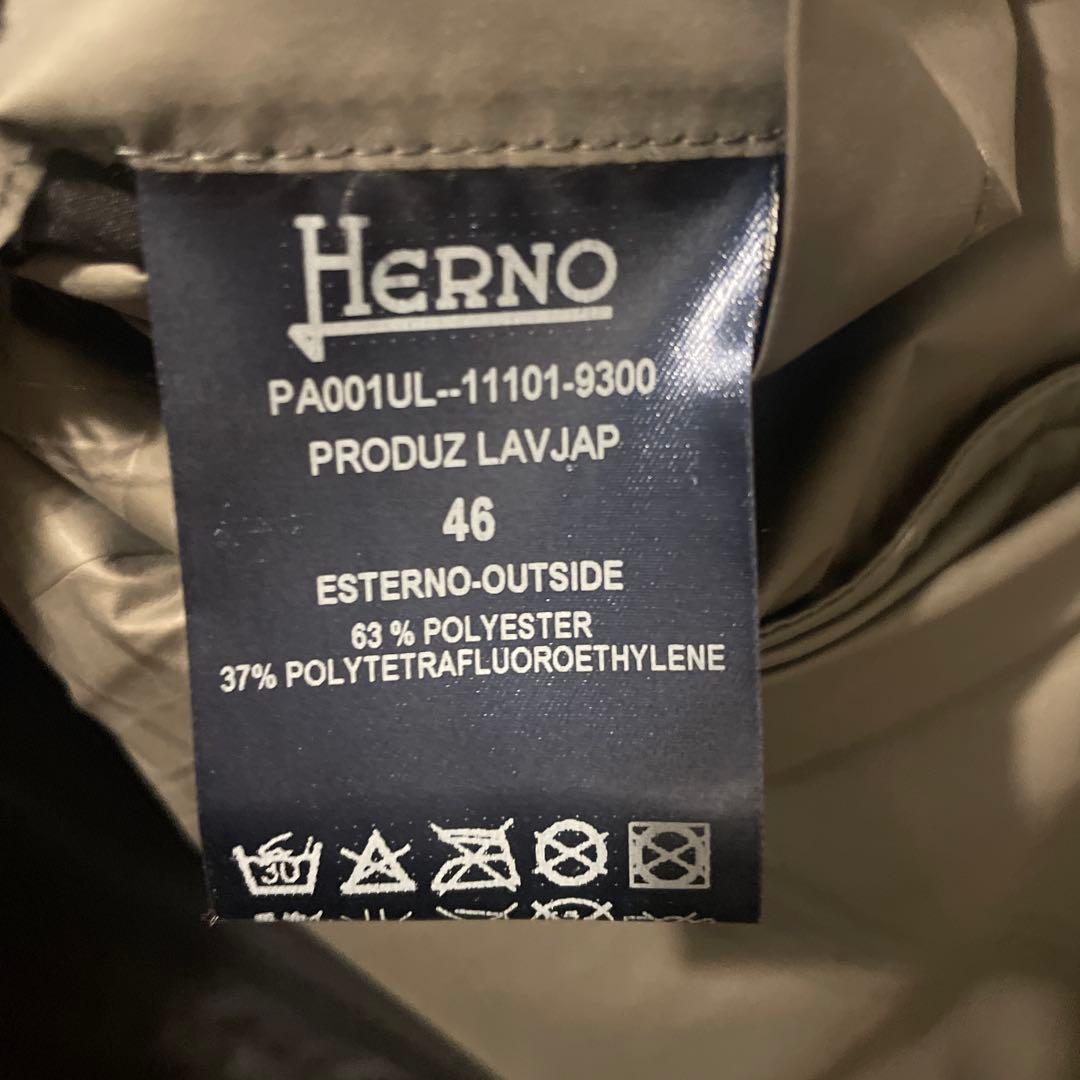 HERNO
PA001UL--11101-9300
PRODUZ LAVJAP
46
ESTERNO-OUTSIDE
63 % POLYESTER
37% POLYTETRAFLUOROETHYLENE
30